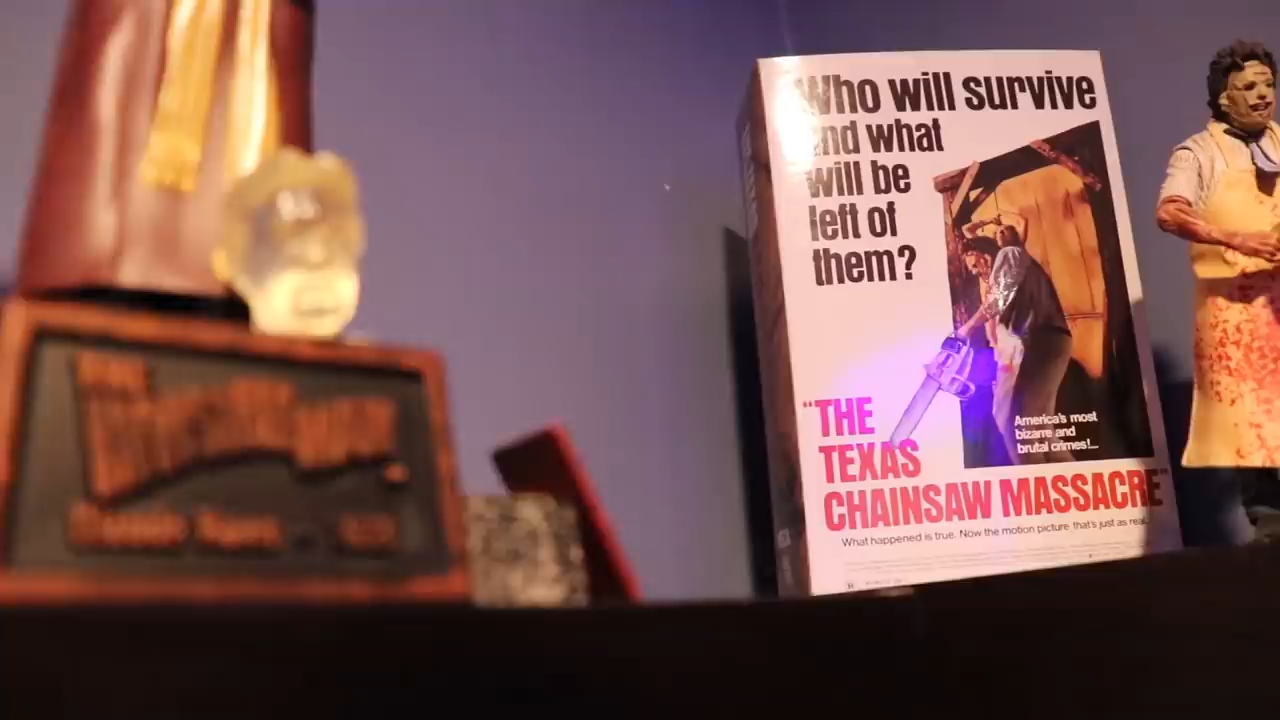 Who will survive
and what
will be
left of
them?
America's most
bizarre and
brutal crimes!...
"THE
TEXAS
CHAINSAW MASSACRE"
What happened is true. Now the motion picture that's just as real.